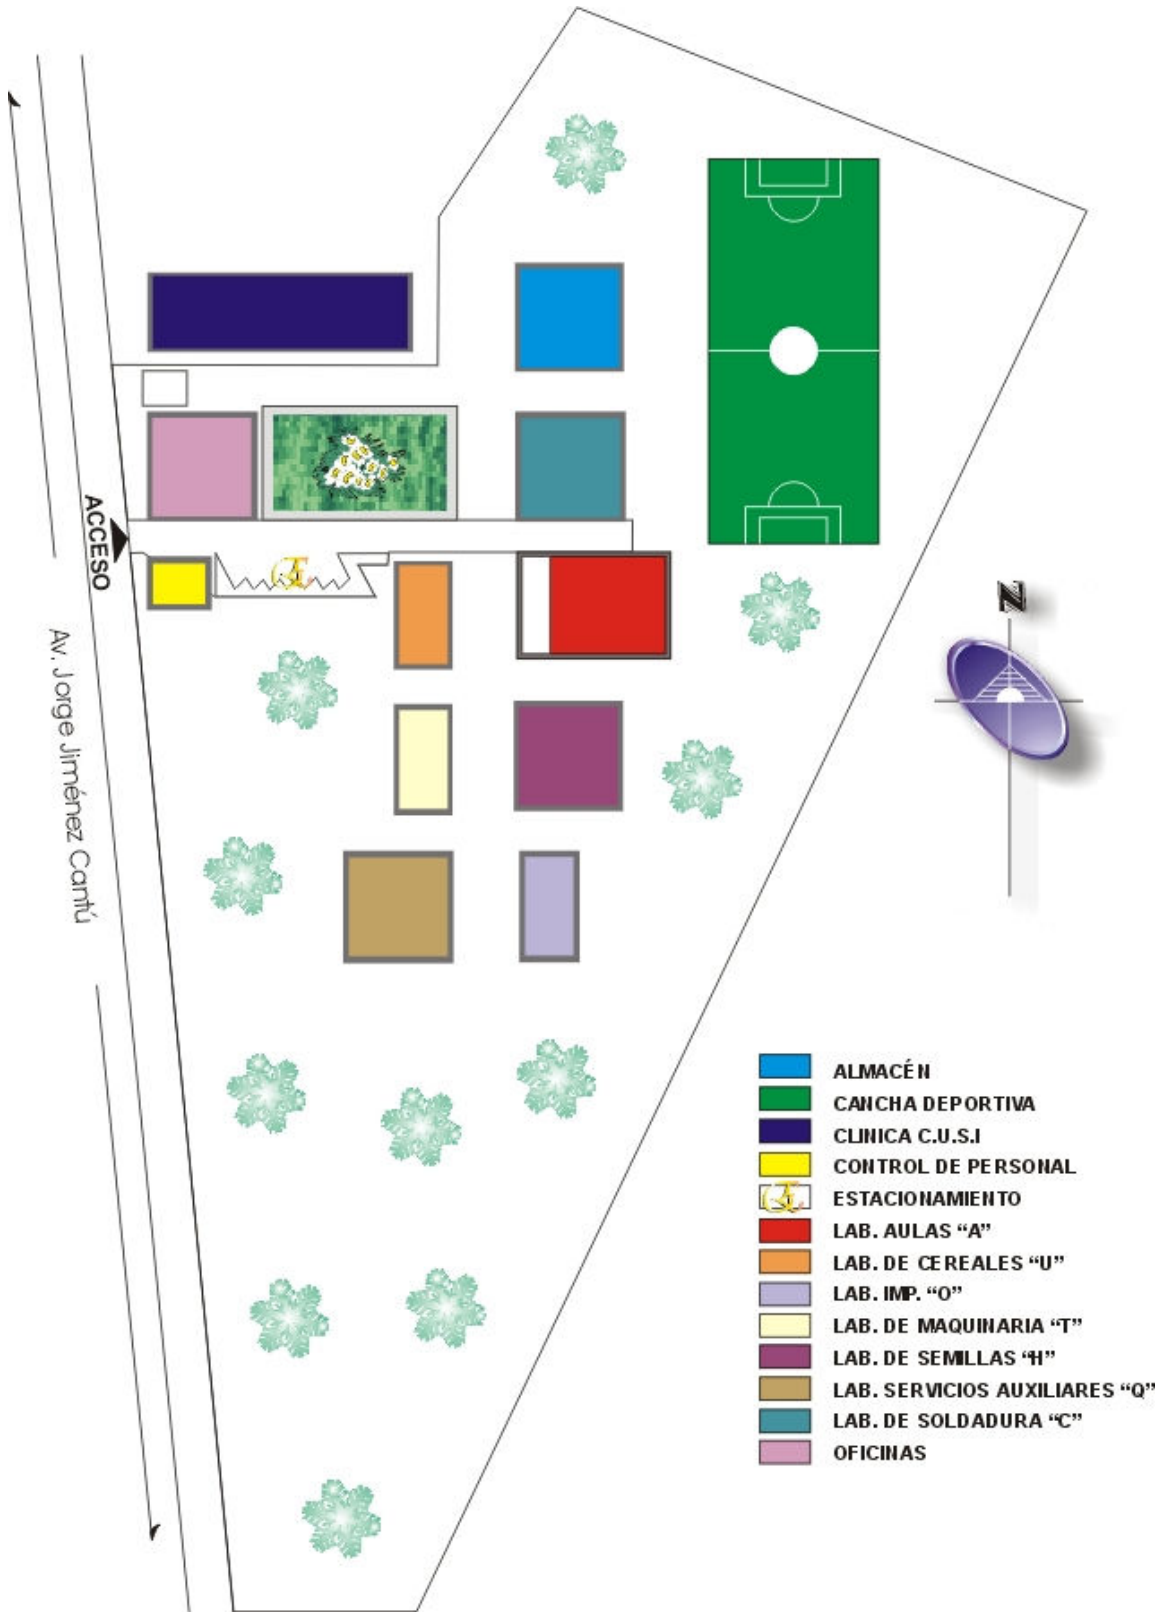 ACCESO
Av. Jorge Jiménez Cantú
N
ALMACÉN
CANCHA DEPORTIVA
CLINICA C.U.S.I
CONTROL DE PERSONAL
ESTACIONAMIENTO
LAB. AULAS “A”
LAB. DE CEREALES “U”
LAB. IMP. “O”
LAB. DE MAQUINARIA “T”
LAB. DE SEMILLAS “H”
LAB. SERVICIOS AUXILIARES “Q”
LAB. DE SOLDADURA “C”
OFICINAS